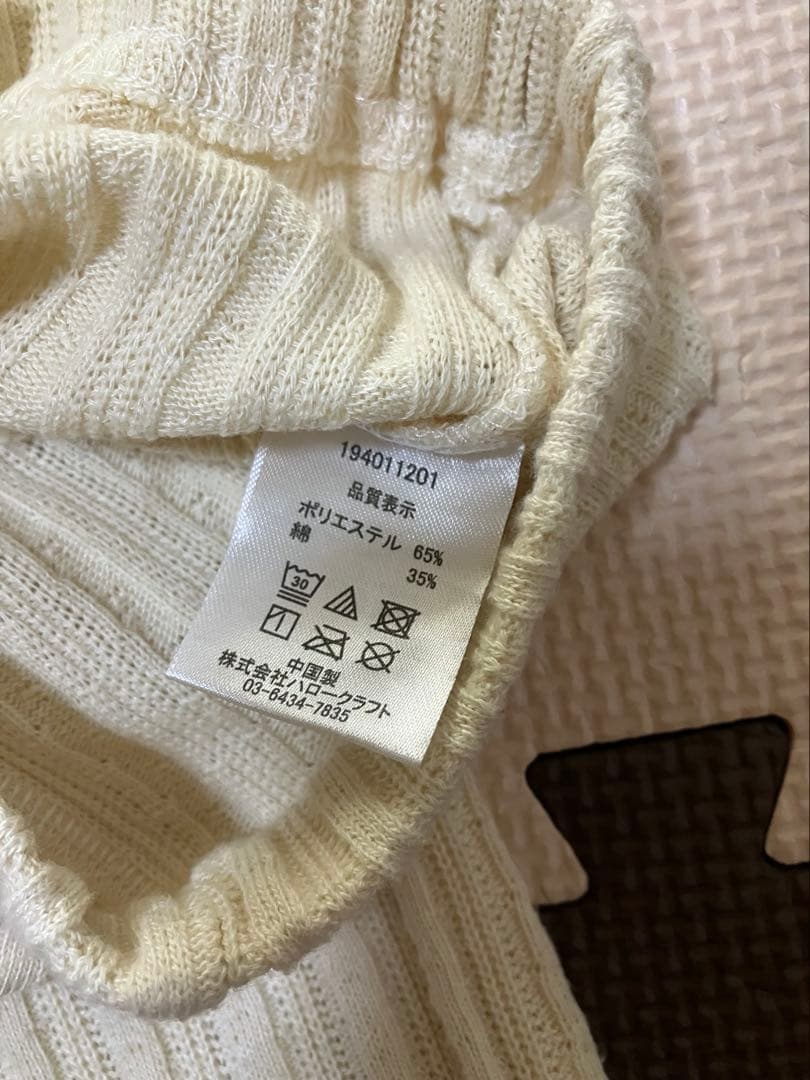 194011201
品質表示
ポリエステル 65%
綿 35%
30
中国製
株式会社ハロークラフト
03-6434-7835